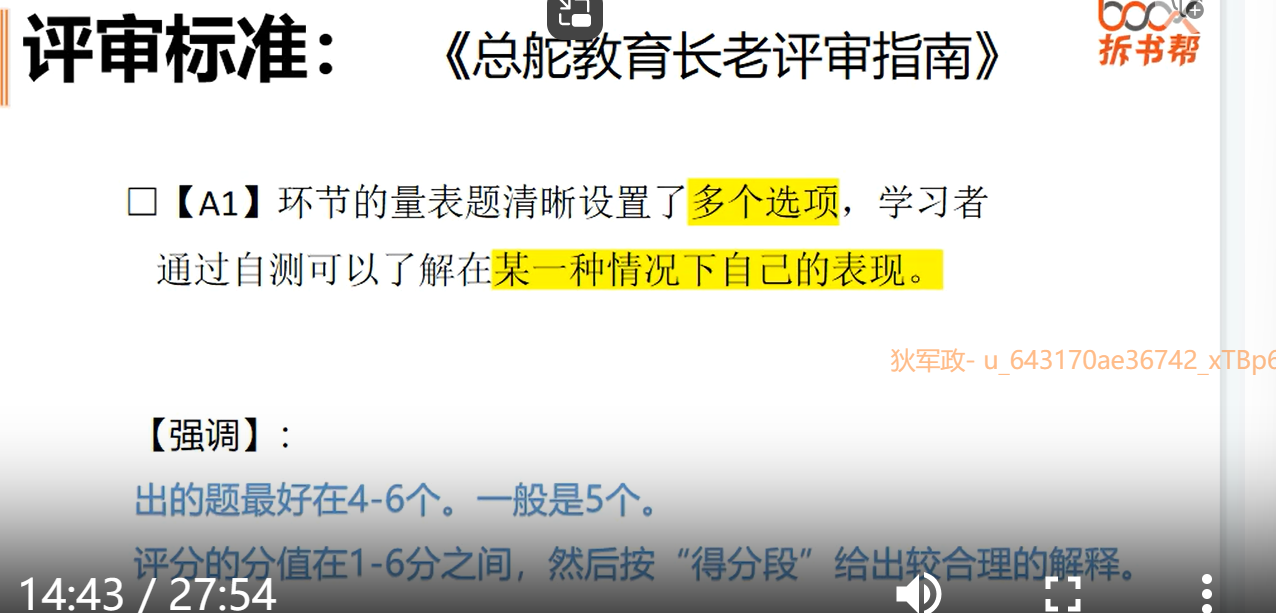 评审标准：
《总舵教育长老评审指南》
拆书帮
□【A1】环节的量表题清晰设置了多个选项，学习者
通过自测可以了解在某一种情况下自己的表现。
狄军政- u_643170ae36742_xTBp6
【强调】：
出的题最好在4-6个。一般是5个。
评分的分值在1-6分之间，然后按“得分段”给出较合理的解释。
14:43 / 27:54